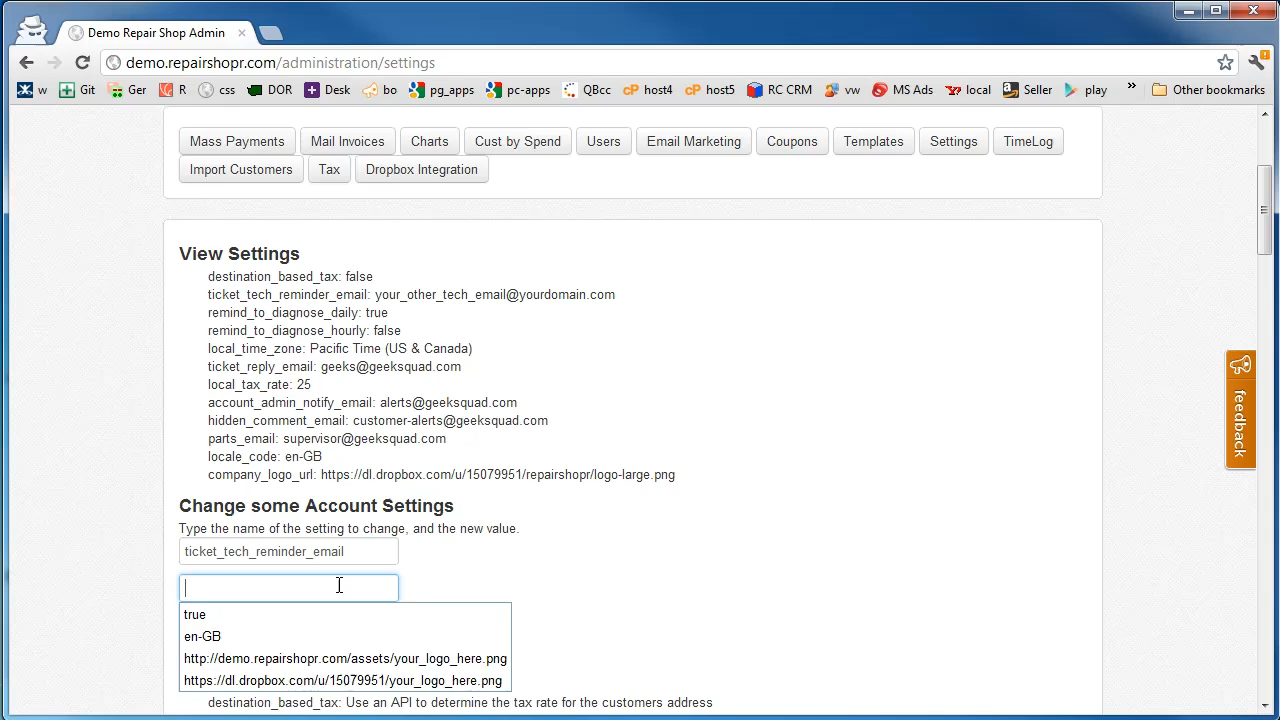 Demo Repair Shop Admin
demo.repairshopr.com/administration/settings
w Git Ger R css DOR Desk bo pg_apps pc-apps QBcc host4 host5 RC CRM vw MS Ads local Seller play » Other bookmarks
Mass Payments Mail Invoices Charts Cust by Spend Users Email Marketing Coupons Templates Settings TimeLog
Import Customers Tax Dropbox Integration
View Settings
destination_based_tax: false
ticket_tech_reminder_email: your_other_tech_email@yourdomain.com
remind_to_diagnose_daily: true
remind_to_diagnose_hourly: false
local_time_zone: Pacific Time (US & Canada)
ticket_reply_email: geeks@geeksquad.com
local_tax_rate: 25
account_admin_notify_email: alerts@geeksquad.com
hidden_comment_email: customer-alerts@geeksquad.com
parts_email: supervisor@geeksquad.com
locale_code: en-GB
company_logo_url: https://dl.dropbox.com/u/15079951/repairshopr/logo-large.png
feedback
Change some Account Settings
Type the name of the setting to change, and the new value.
ticket_tech_reminder_email
true
en-GB
http://demo.repairshopr.com/assets/your_logo_here.png
https://dl.dropbox.com/u/15079951/your_logo_here.png
destination_based_tax: Use an API to determine the tax rate for the customers address